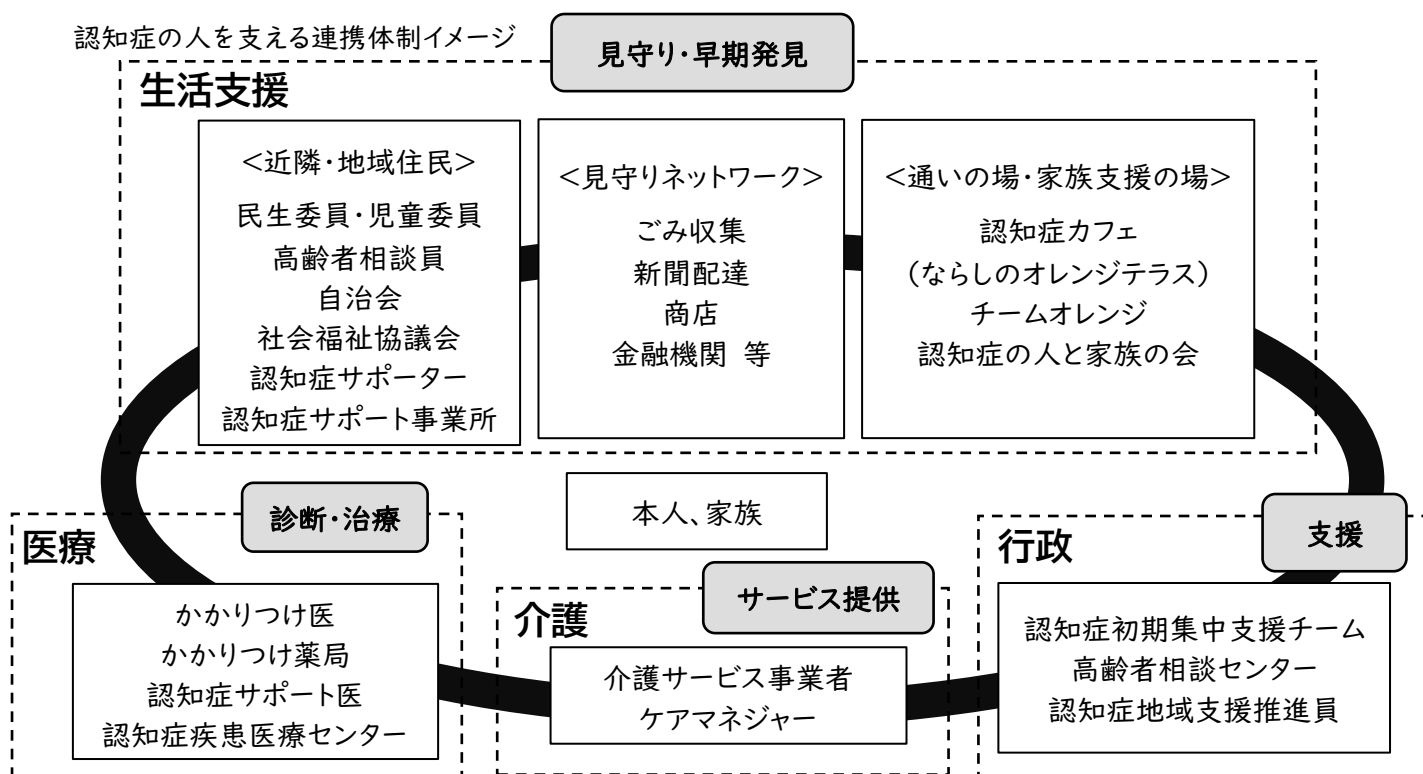 認知症の人を支える連携体制イメージ
見守り・早期発見
生活支援
<近隣・地域住民>
民生委員・児童委員
高齢者相談員
自治会
社会福祉協議会
認知症サポーター
認知症サポート事業所
<見守りネットワーク>
ごみ収集
新聞配達
商店
金融機関 等
<通いの場・家族支援の場>
認知症カフェ
(ならしのオレンジテラス)
チームオレンジ
認知症の人と家族の会
本人、家族
診断・治療
医療
かかりつけ医
かかりつけ薬局
認知症サポート医
認知症疾患医療センター
サービス提供
介護
介護サービス事業者
ケアマネジャー
支援
行政
認知症初期集中支援チーム
高齢者相談センター
認知症地域支援推進員